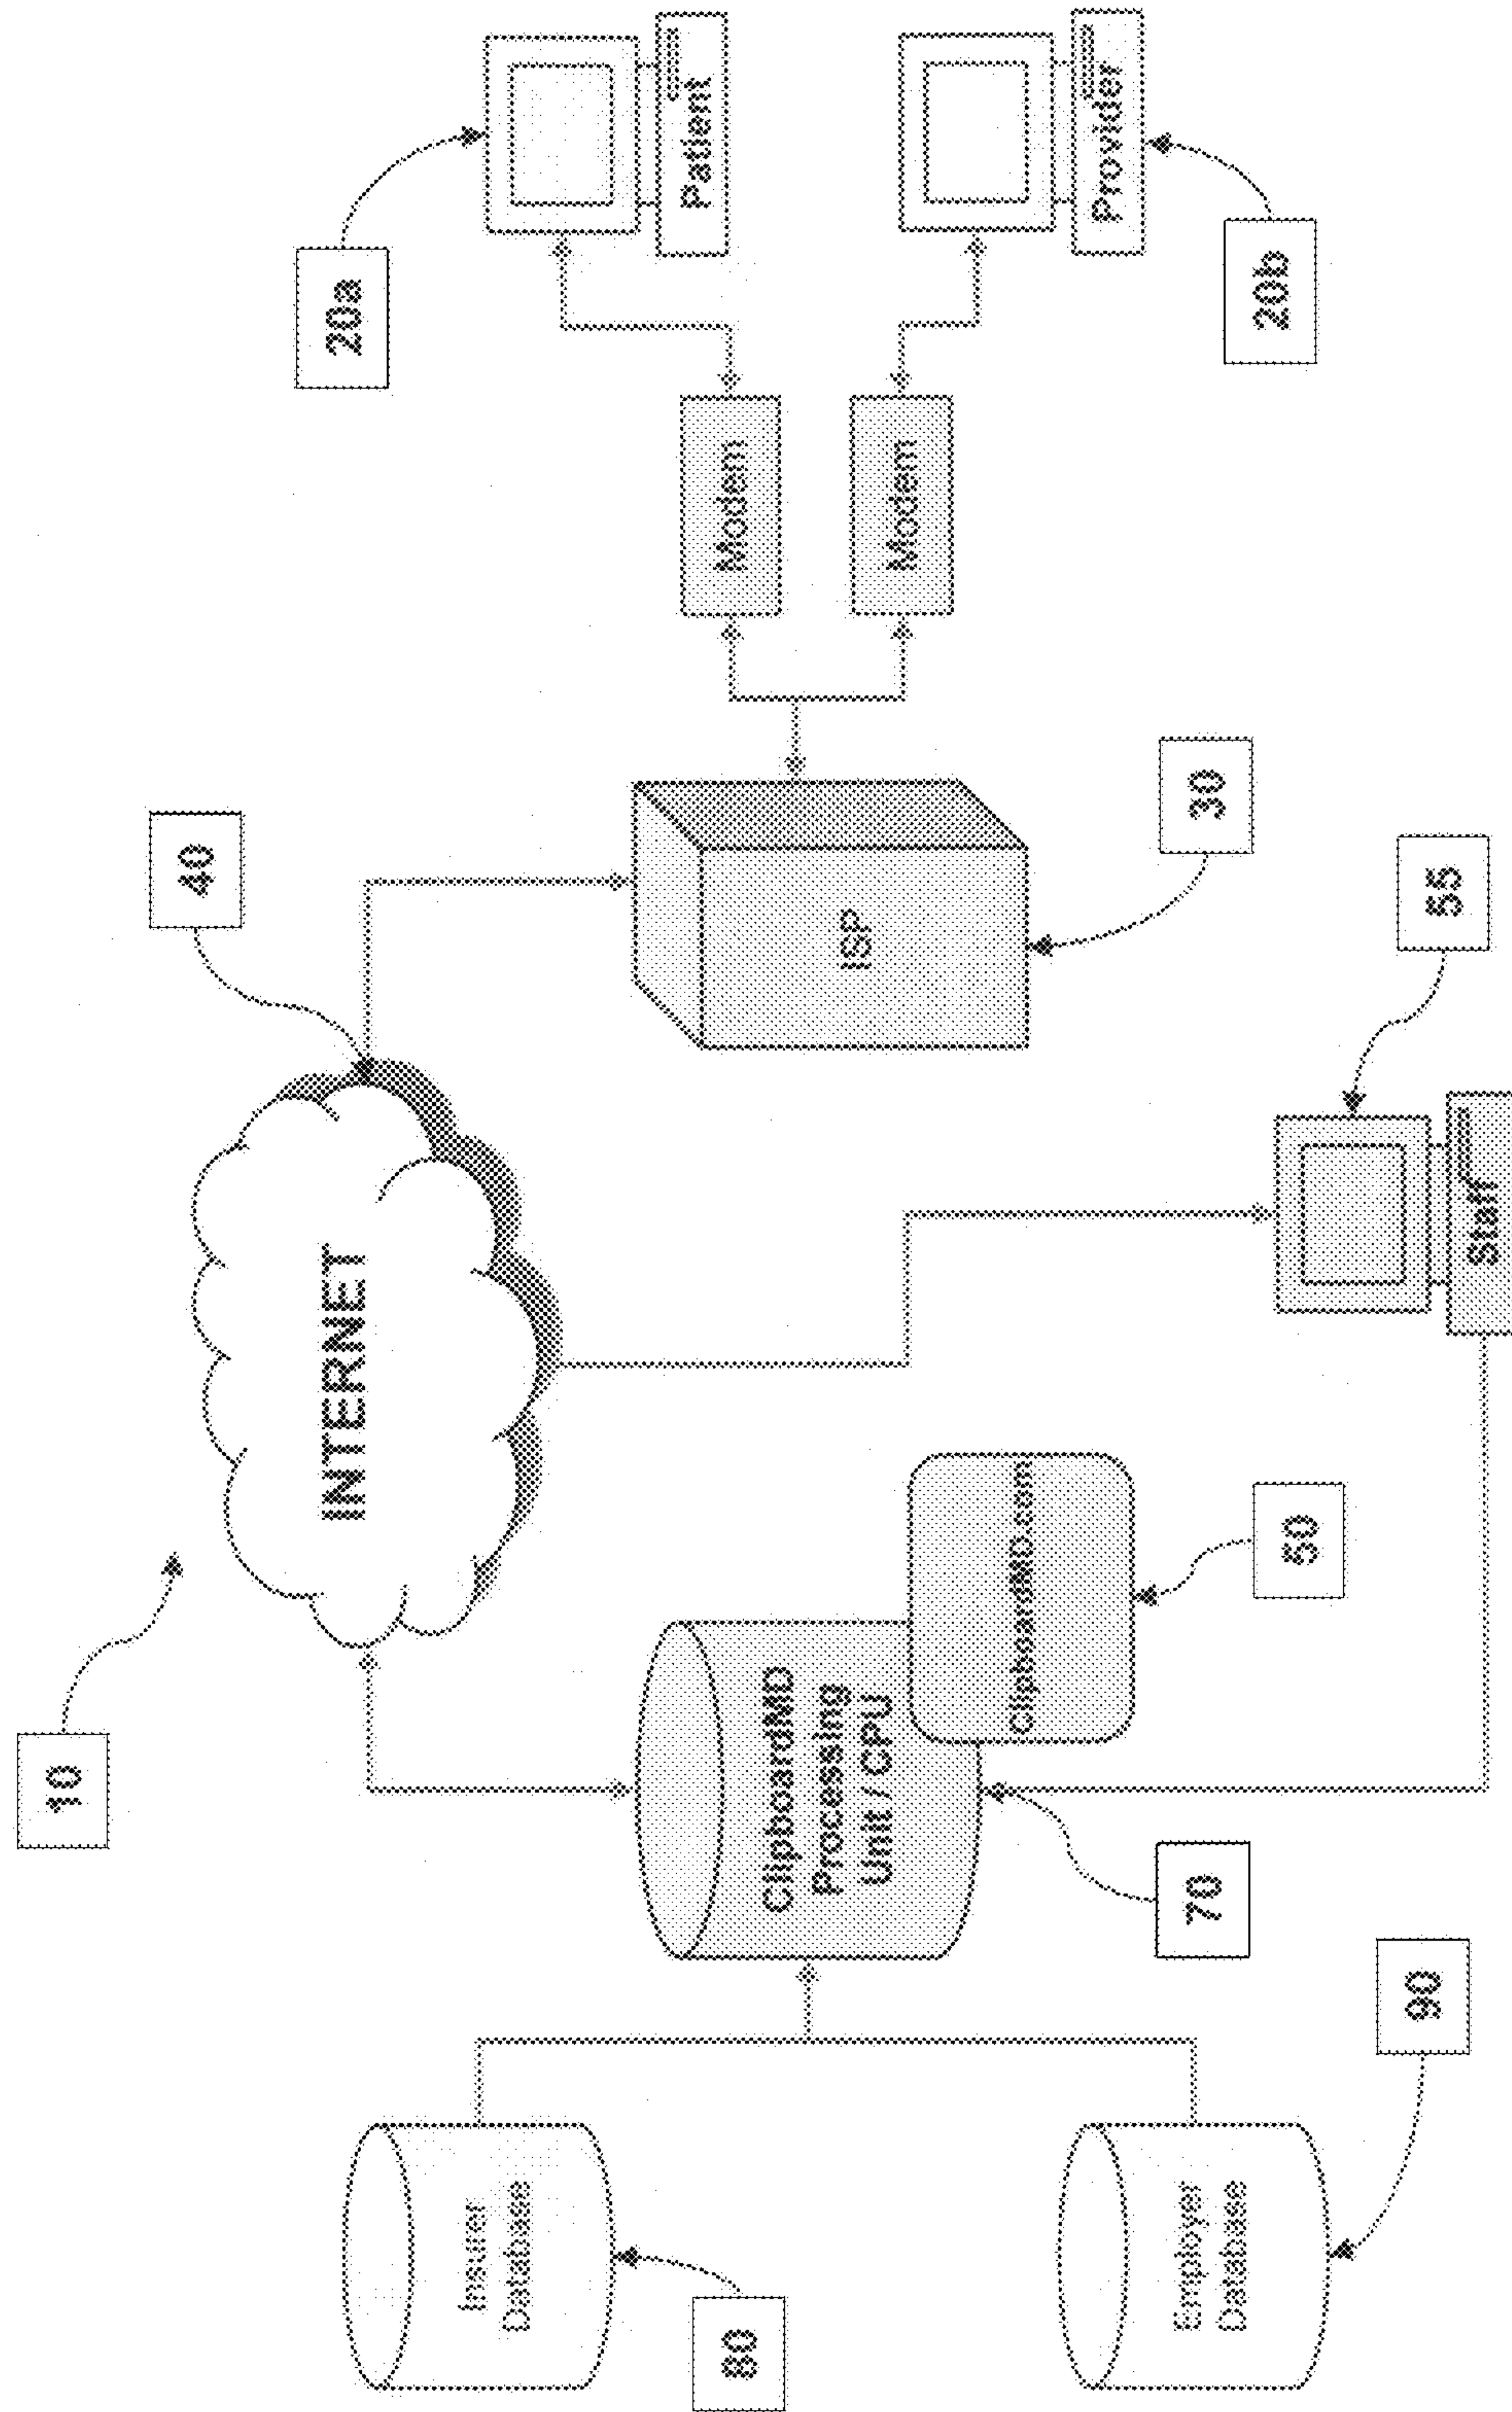 10
40
INTERNET
20a
Patient
Modem
Modem
Provider
20b
ISP
30
55
Staff
ClipboardMD
Processing
Unit / CPU
ClipboardMD.com
50
70
Insurer
Database
80
Employer
Database
90